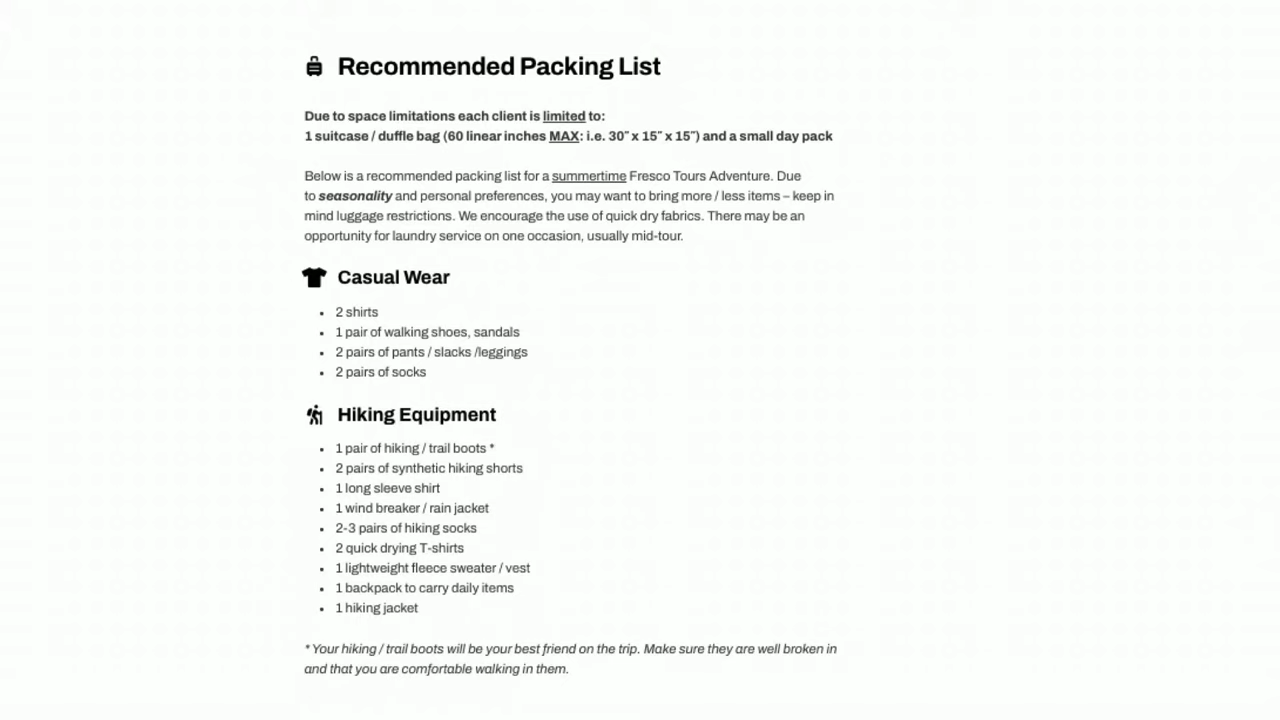 Recommended Packing List
Due to space limitations each client is limited to:
1 suitcase / duffle bag (60 linear inches MAX: i.e. 30″ x 15″ x 15″) and a small day pack
Below is a recommended packing list for a summertime Fresco Tours Adventure. Due
to seasonality and personal preferences, you may want to bring more / less items – keep in
mind luggage restrictions. We encourage the use of quick dry fabrics. There may be an
opportunity for laundry service on one occasion, usually mid-tour.
Casual Wear
• 2 shirts
• 1 pair of walking shoes, sandals
• 2 pairs of pants / slacks /leggings
• 2 pairs of socks
Hiking Equipment
• 1 pair of hiking / trail boots *
• 2 pairs of synthetic hiking shorts
• 1 long sleeve shirt
• 1 wind breaker / rain jacket
• 2-3 pairs of hiking socks
• 2 quick drying T-shirts
• 1 lightweight fleece sweater / vest
• 1 backpack to carry daily items
• 1 hiking jacket
* Your hiking / trail boots will be your best friend on the trip. Make sure they are well broken in
and that you are comfortable walking in them.